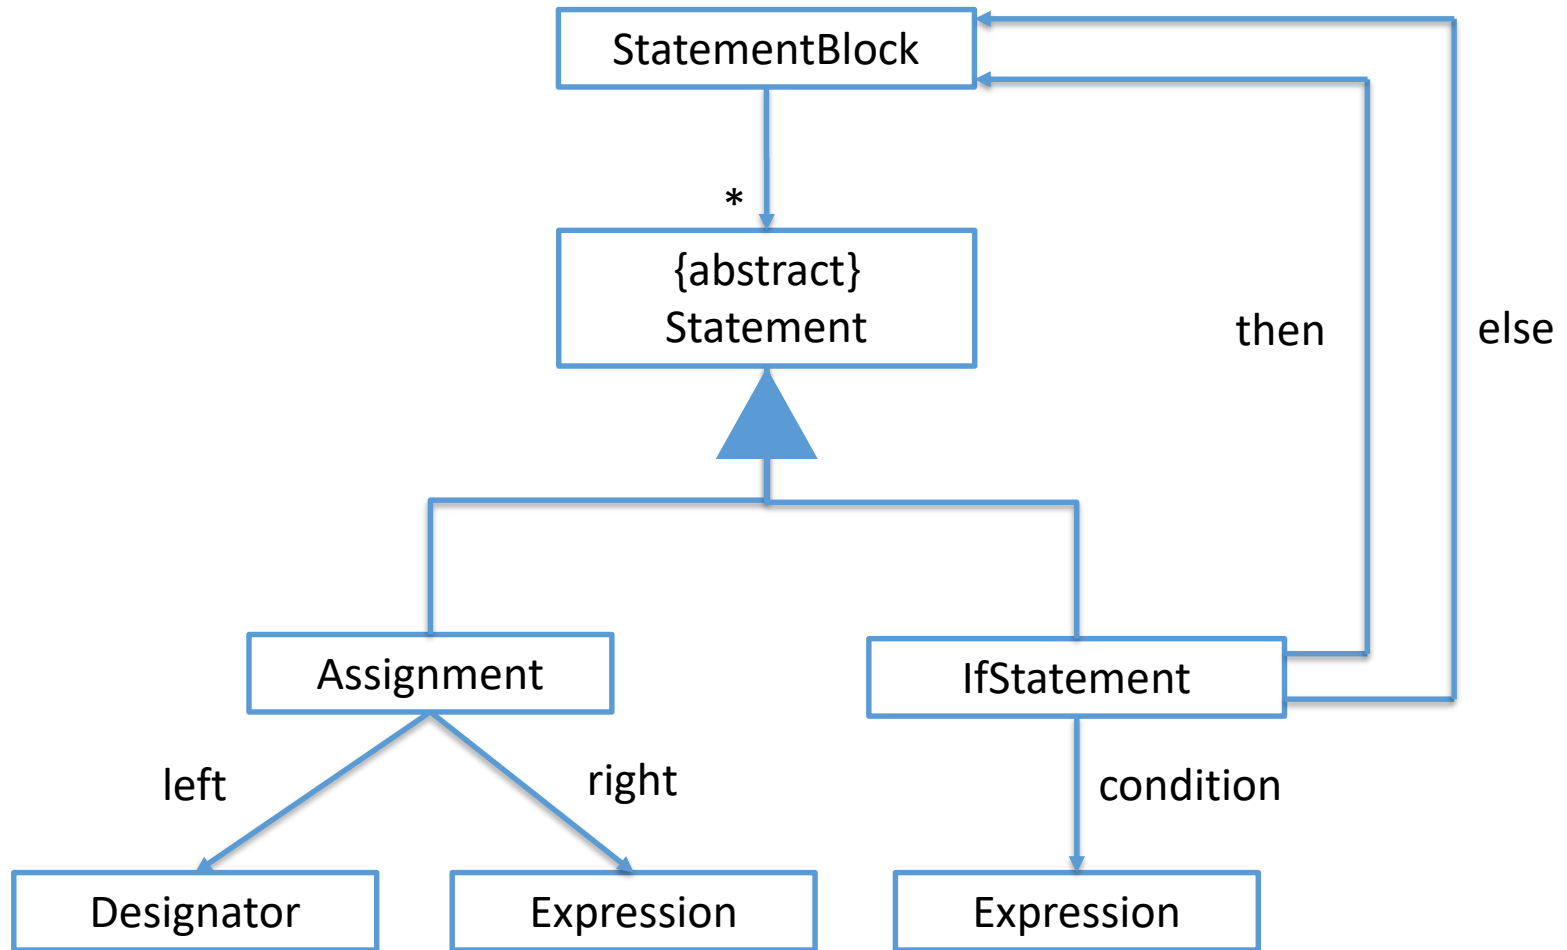 StatementBlock
*
{abstract}
Statement
then
else
Assignment
IfStatement
left
right
condition
Designator
Expression
Expression